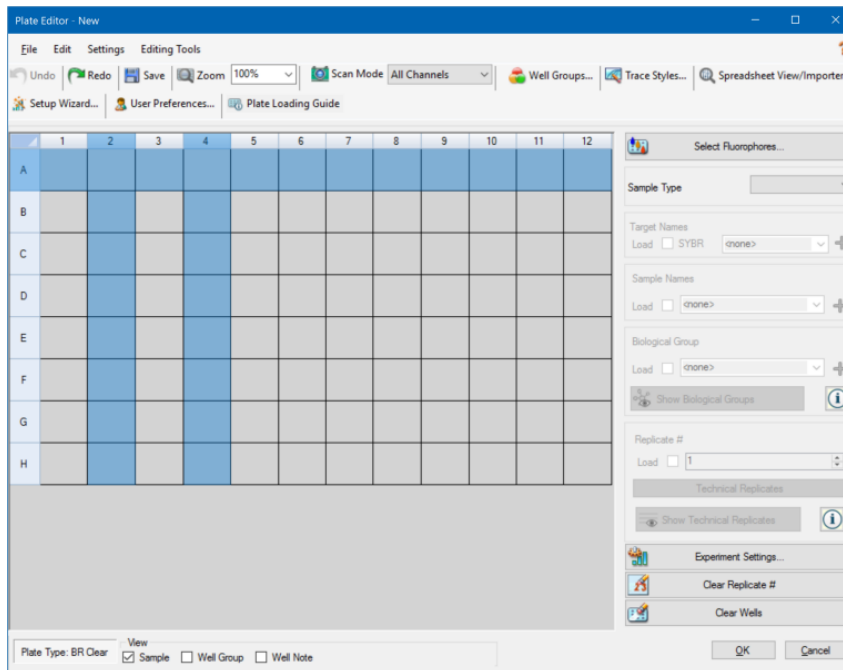 Plate Editor - New
File Edit Settings Editing Tools
Undo Redo Save Zoom 100% Scan Mode All Channels Well Groups... Trace Styles... Spreadsheet View/Importer
Setup Wizard... User Preferences... Plate Loading Guide
1 2 3 4 5 6 7 8 9 10 11 12
A
B
C
D
E
F
G
H
Select Fluorophores...
Sample Type
Target Names
Load SYBR <none>
Sample Names
Load <none>
Biological Group
Load <none>
Show Biological Groups
Replicate #
Load 1
Technical Replicates
Show Technical Replicates
Experiment Settings...
Clear Replicate #
Clear Wells
Plate Type: BR Clear
View
Sample Well Group Well Note
OK Cancel